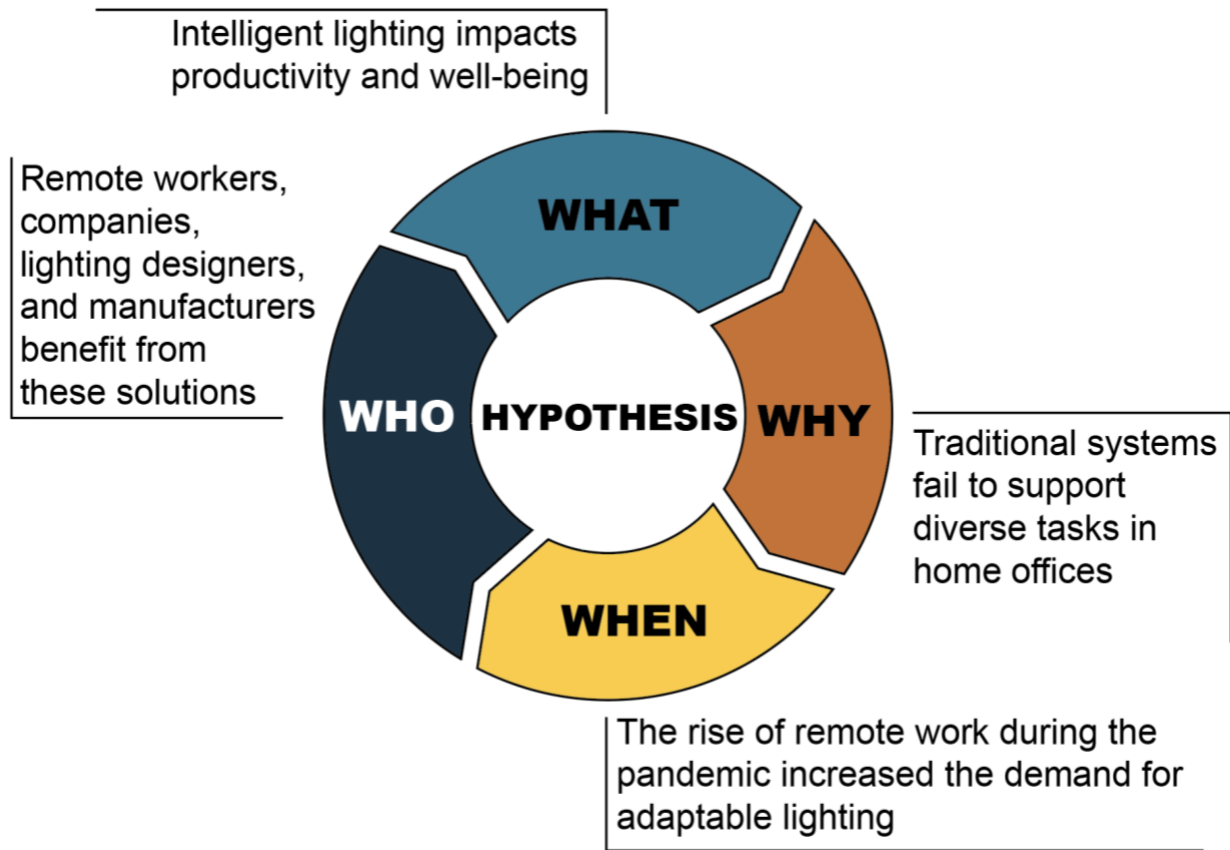 Intelligent lighting impacts
productivity and well-being
WHAT
Remote workers,
companies,
lighting designers,
and manufacturers
benefit from
these solutions
WHO
HYPOTHESIS
WHY
Traditional systems
fail to support
diverse tasks in
home offices
WHEN
The rise of remote work during the
pandemic increased the demand for
adaptable lighting